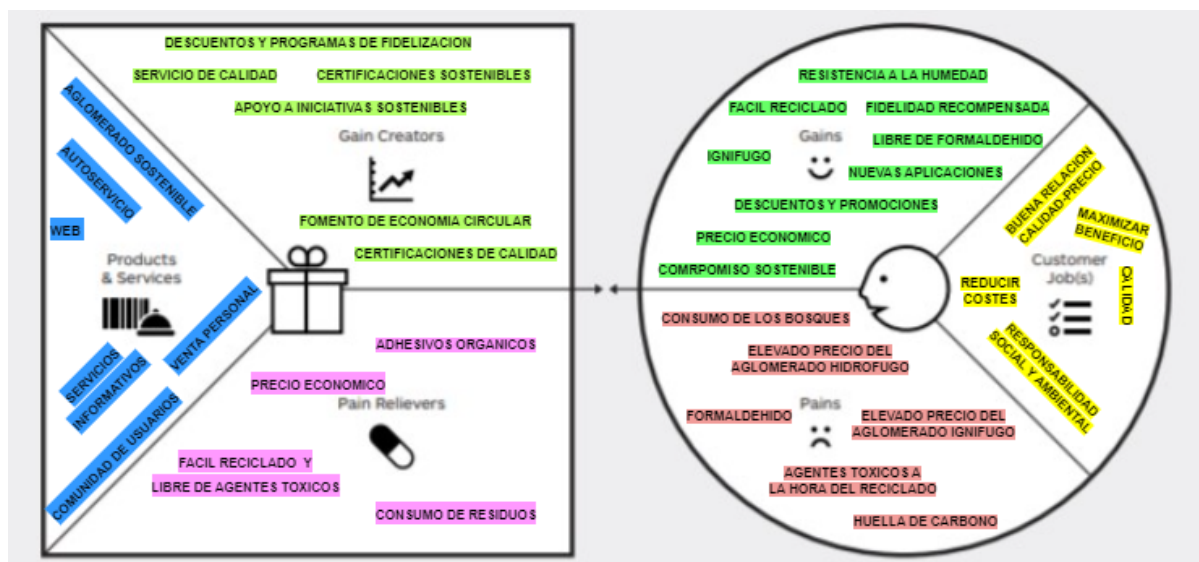 DESCUENTOS Y PROGRAMAS DE FIDELIZACION
SERVICIO DE CALIDAD
CERTIFICACIONES SOSTENIBLES
APOYO A INICIATIVAS SOSTENIBLES
Gain Creators
FOMENTO DE ECONOMIA CIRCULAR
CERTIFICACIONES DE CALIDAD
AGLOMERADO SOSTENIBLE
AUTOSERVICIO
WEB
Products
& Services
VENTA PERSONAL
SERVICIOS
INFORMATIVOS
COMUNIDAD DE USUARIOS
ADHESIVOS ORGANICOS
PRECIO ECONOMICO
Pain Relievers
FACIL RECICLADO Y
LIBRE DE AGENTES TOXICOS
CONSUMO DE RESIDUOS
RESISTENCIA A LA HUMEDAD
FACIL RECICLADO
FIDELIDAD RECOMPENSADA
Gains
LIBRE DE FORMALDEHIDO
IGNIFUGO
NUEVAS APLICACIONES
DESCUENTOS Y PROMOCIONES
PRECIO ECONOMICO
COMRPOMISO SOSTENIBLE
BUENA RELACION
CALIDAD-PRECIO
MAXIMIZAR
BENEFICIO
Customer
Job(s)
REDUCIR
COSTES
CALIDAD
RESPONSABILIDAD
SOCIAL Y AMBIENTAL
CONSUMO DE LOS BOSQUES
ELEVADO PRECIO DEL
AGLOMERADO HIDROFUGO
FORMALDEHIDO
Pains
ELEVADO PRECIO DEL
AGLOMERADO IGNIFUGO
AGENTES TOXICOS A
LA HORA DEL RECICLADO
HUELLA DE CARBONO